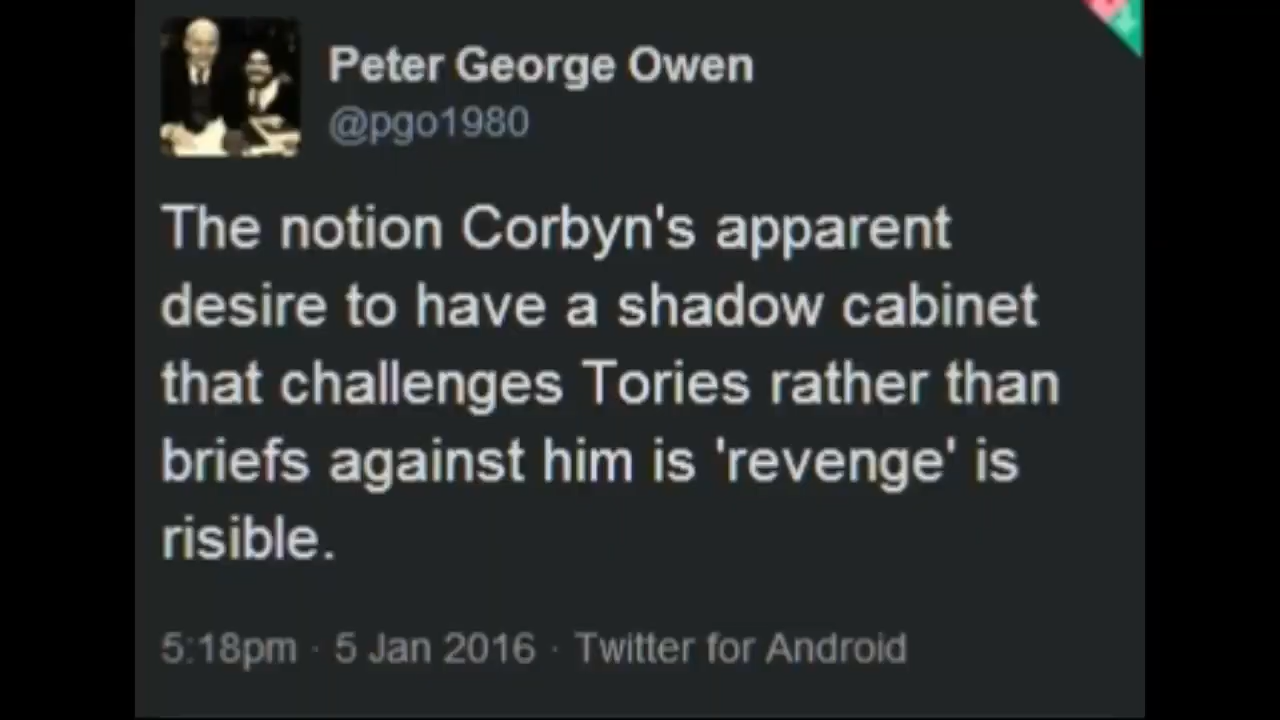 Peter George Owen
@pgo1980
The notion Corbyn's apparent
desire to have a shadow cabinet
that challenges Tories rather than
briefs against him is 'revenge' is
risible.
5:18pm · 5 Jan 2016 · Twitter for Android